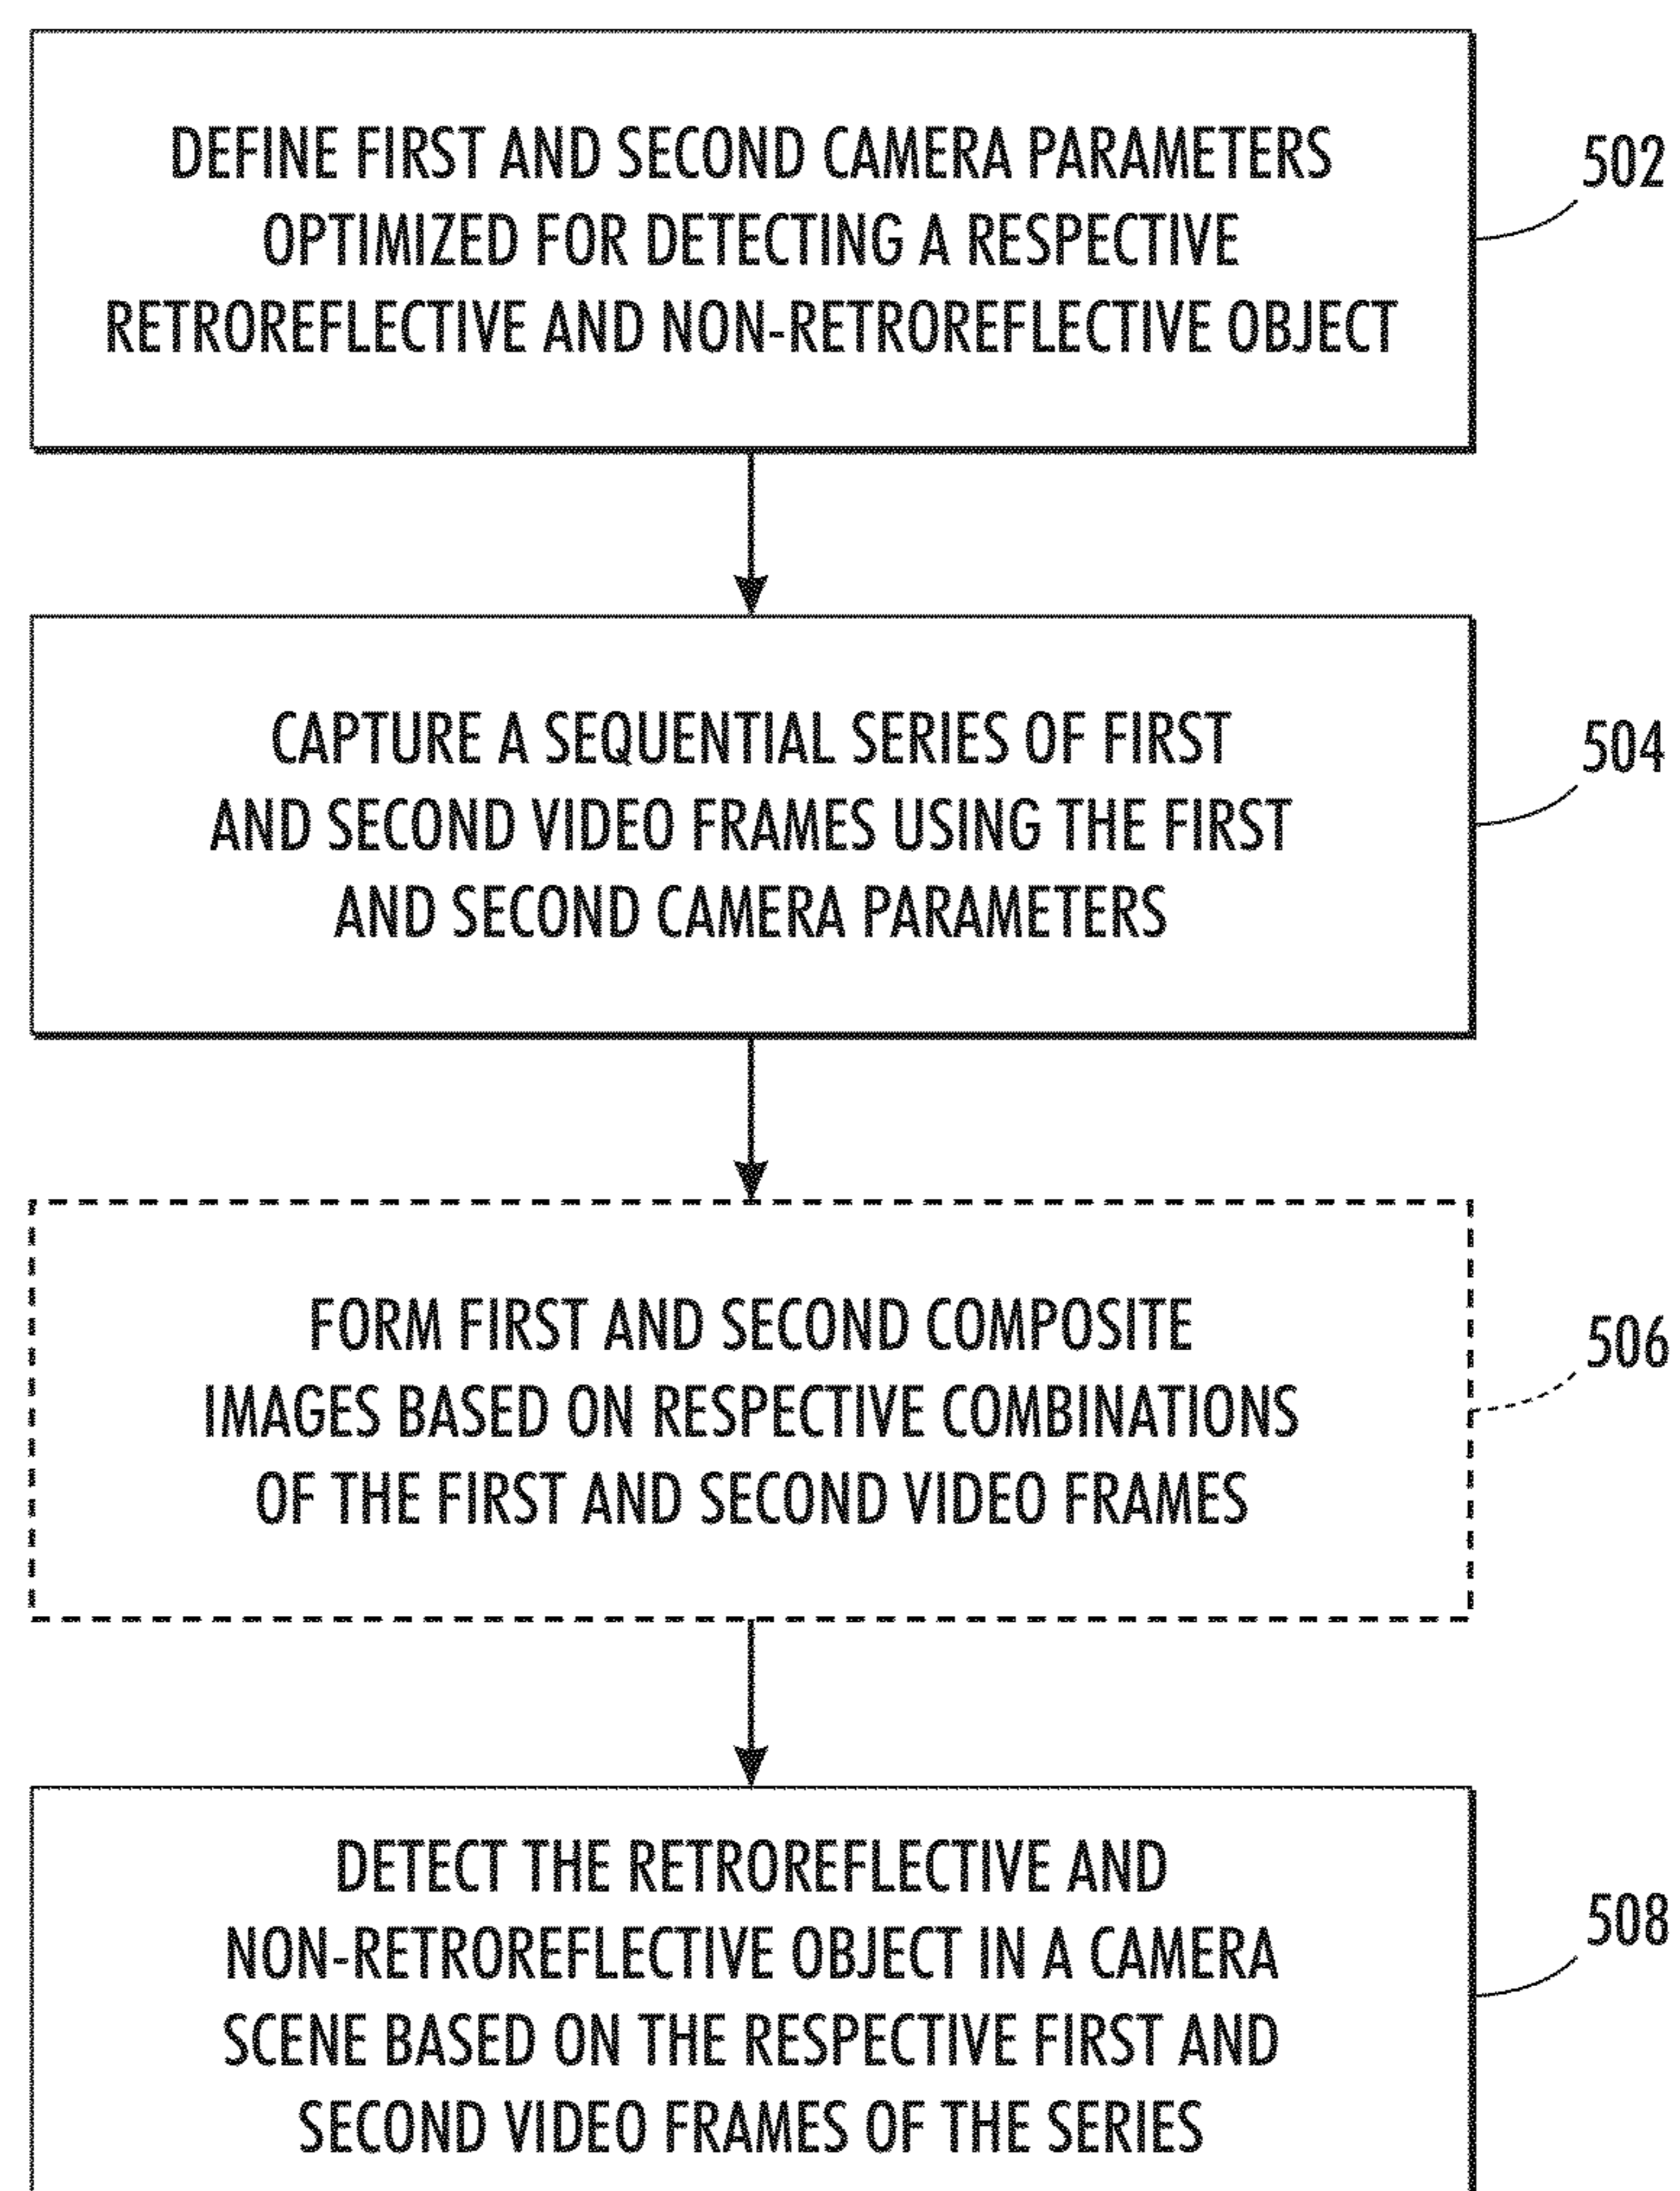 DEFINE FIRST AND SECOND CAMERA PARAMETERS
OPTIMIZED FOR DETECTING A RESPECTIVE
RETROREFLECTIVE AND NON-RETROREFLECTIVE OBJECT
502
CAPTURE A SEQUENTIAL SERIES OF FIRST
AND SECOND VIDEO FRAMES USING THE FIRST
AND SECOND CAMERA PARAMETERS
504
FORM FIRST AND SECOND COMPOSITE
IMAGES BASED ON RESPECTIVE COMBINATIONS
OF THE FIRST AND SECOND VIDEO FRAMES
506
DETECT THE RETROREFLECTIVE AND
NON-RETROREFLECTIVE OBJECT IN A CAMERA
SCENE BASED ON THE RESPECTIVE FIRST AND
SECOND VIDEO FRAMES OF THE SERIES
508